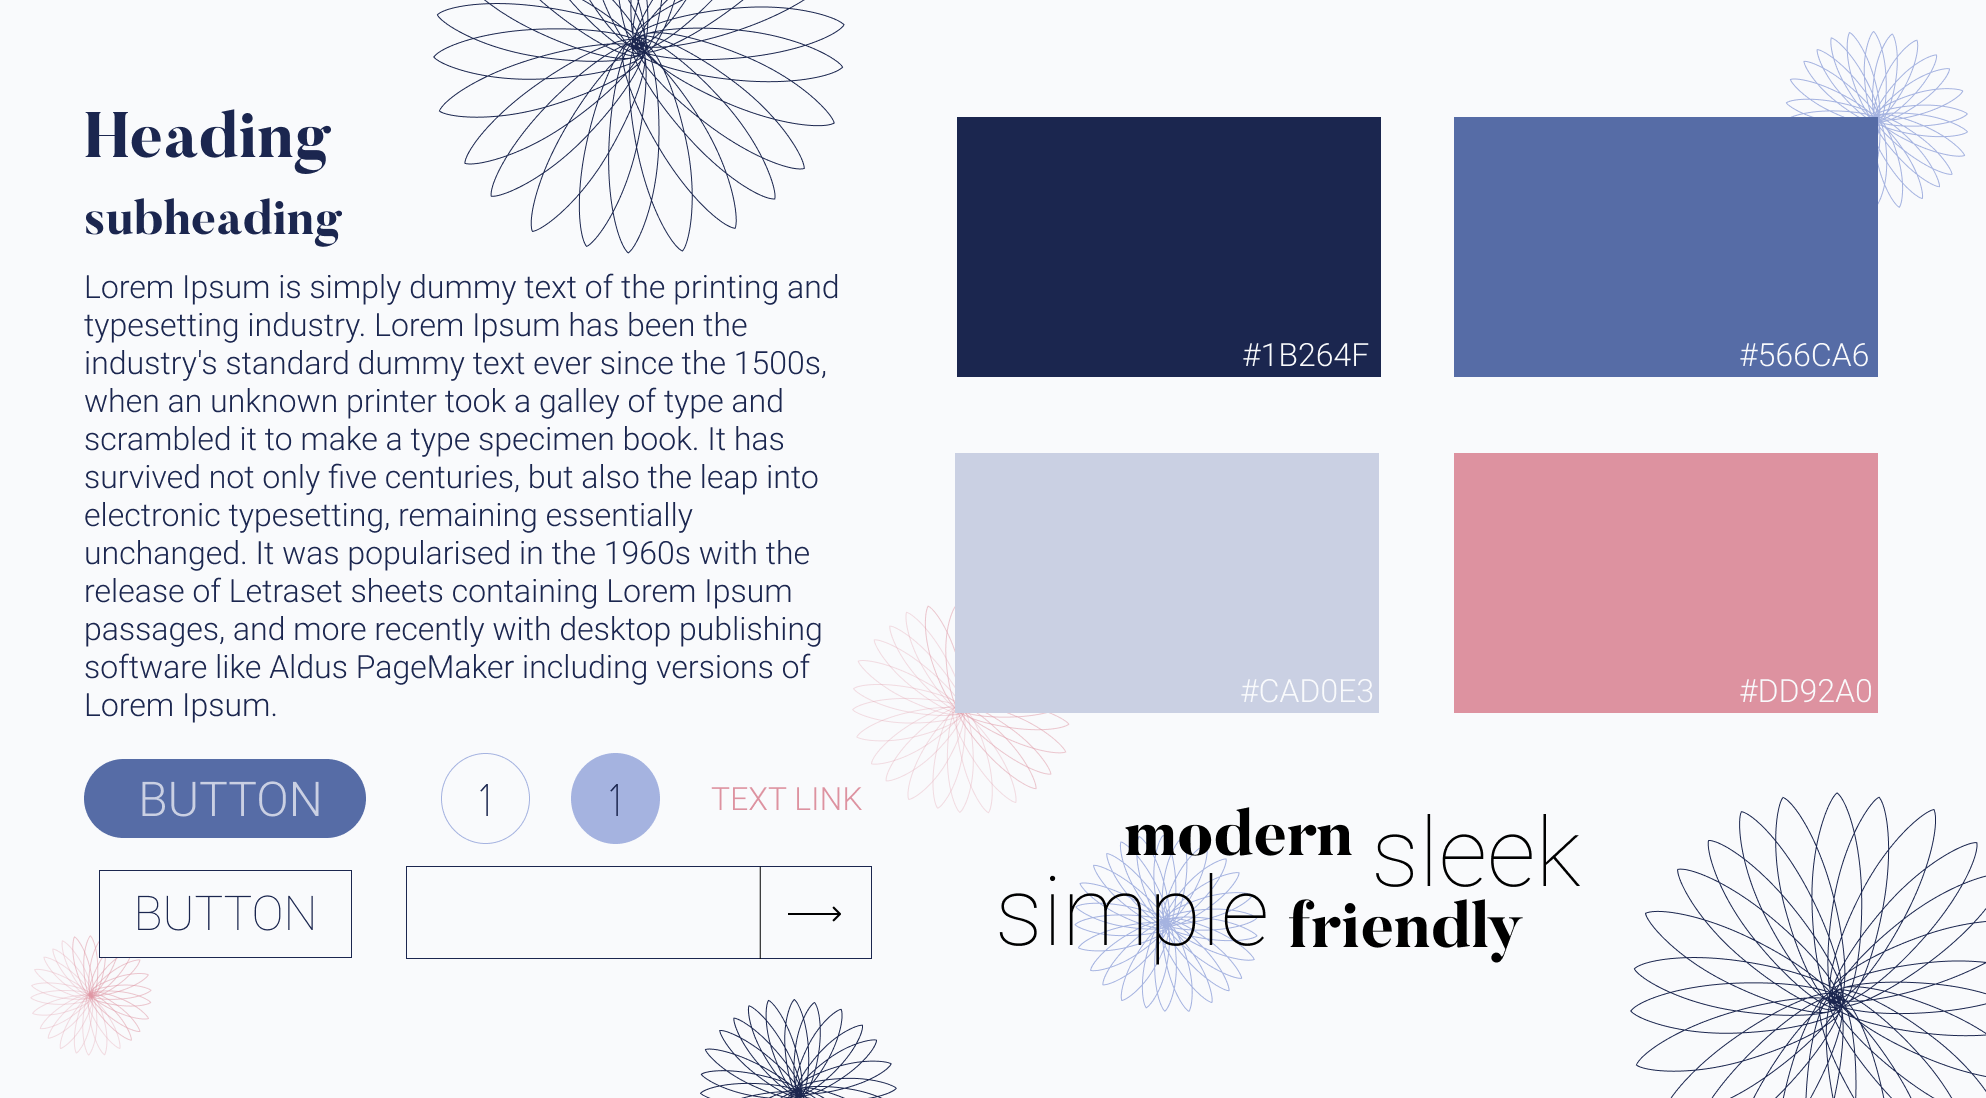 Heading
subheading
Lorem Ipsum is simply dummy text of the printing and
typesetting industry. Lorem Ipsum has been the
industry's standard dummy text ever since the 1500s,
when an unknown printer took a galley of type and
scrambled it to make a type specimen book. It has
survived not only five centuries, but also the leap into
electronic typesetting, remaining essentially
unchanged. It was popularised in the 1960s with the
release of Letraset sheets containing Lorem Ipsum
passages, and more recently with desktop publishing
software like Aldus PageMaker including versions of
Lorem Ipsum.
BUTTON
1
1
TEXT LINK
BUTTON
#1B264F
#566CA6
#CAD0E3
#DD92A0
modern sleek
simple friendly